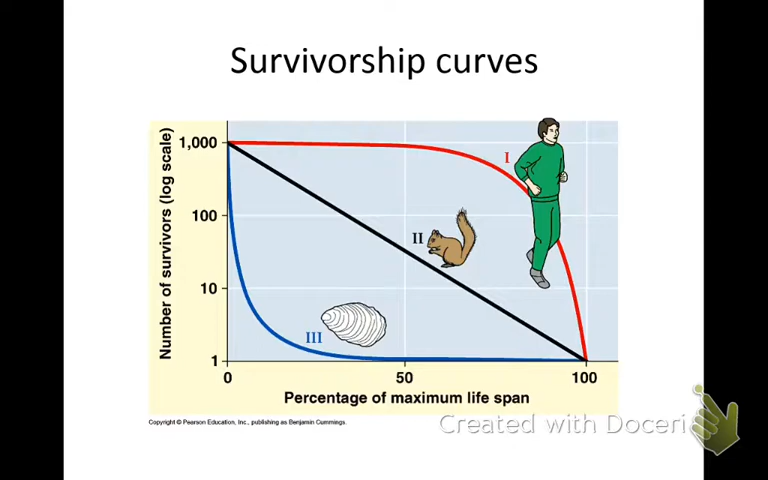 Survivorship curves
Number of survivors (log scale)
1,000
100
10
1
I
II
III
0
50
100
Percentage of maximum life span
Copyright © Pearson Education, Inc., publishing as Benjamin Cummings.
Created with Doceri